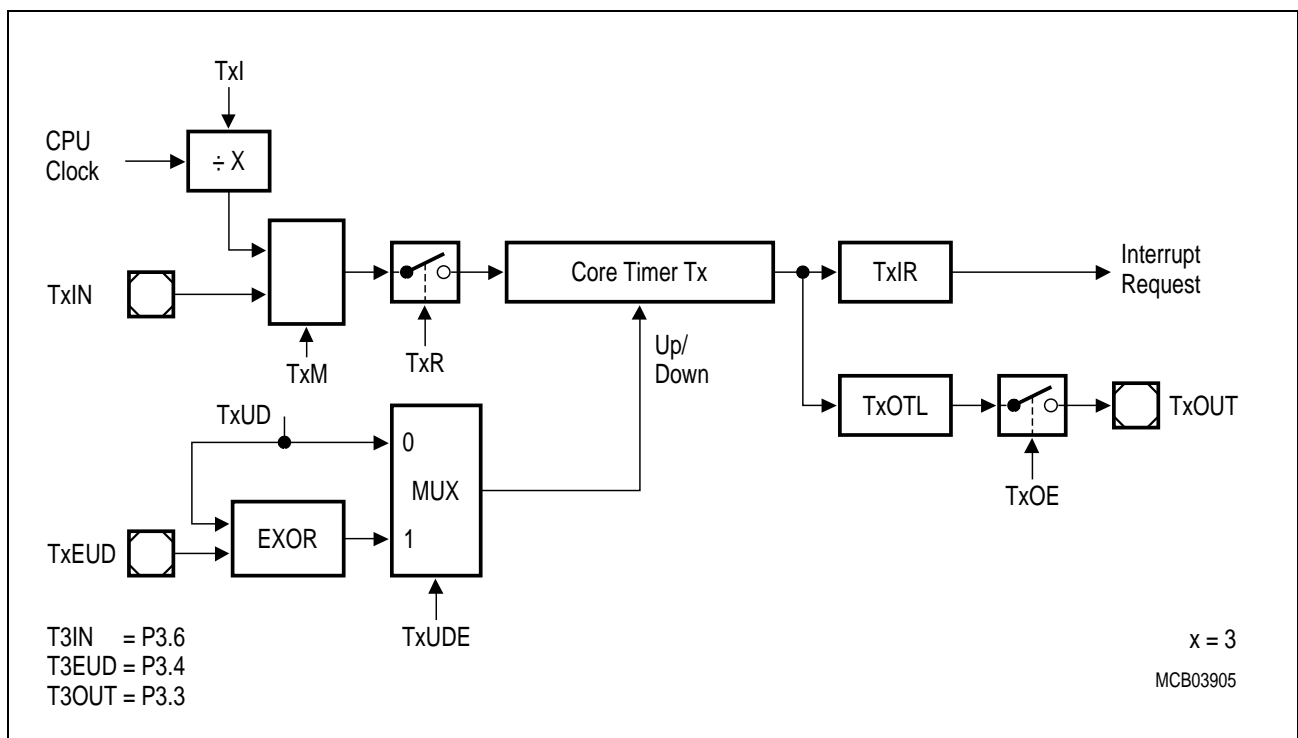 TxI
CPU
Clock
÷ X
TxIN
TxM
TxR
Core Timer Tx
TxIR
Interrupt
Request
Up/
Down
TxOTL
TxOUT
TxOE
TxUD
0
MUX
1
EXOR
TxEUD
TxUDE
T3IN = P3.6
T3EUD = P3.4
T3OUT = P3.3
x = 3
MCB03905